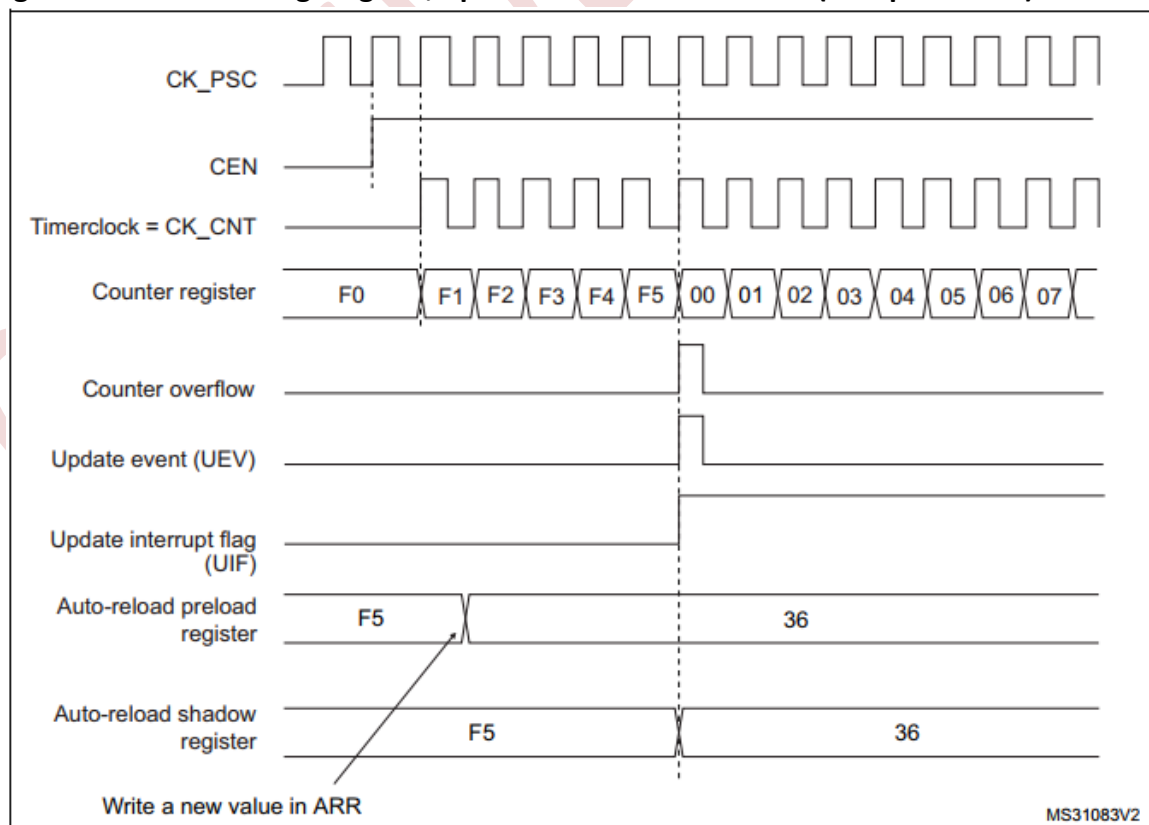 CK_PSC
CEN
Timerclock = CK_CNT
Counter register F0 F1 F2 F3 F4 F5 00 01 02 03 04 05 06 07
Counter overflow
Update event (UEV)
Update interrupt flag
(UIF)
Auto-reload preload
register
F5 36
Auto-reload shadow
register
F5 36
Write a new value in ARR
MS31083V2